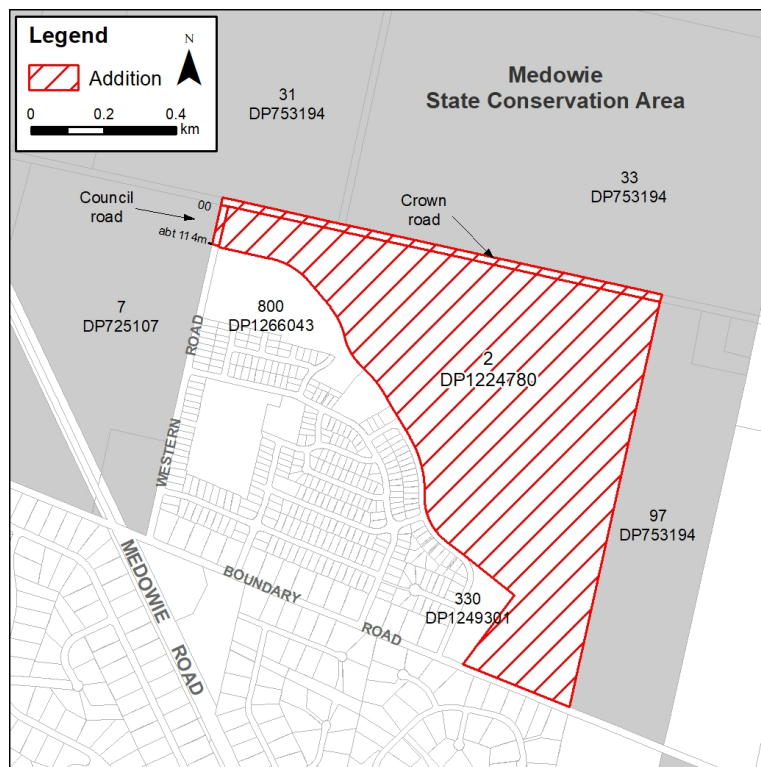 Legend
N
Addition
0 0.2 0.4
km
31
DP753194
Medowie
State Conservation Area
33
DP753194
Council
road
00
Crown
road
abt 114m
7
DP725107
800
DP1266043
2
DP1224780
WESTERN ROAD
97
DP753194
330
DP1249301
BOUNDARY ROAD
MEDOWIE ROAD